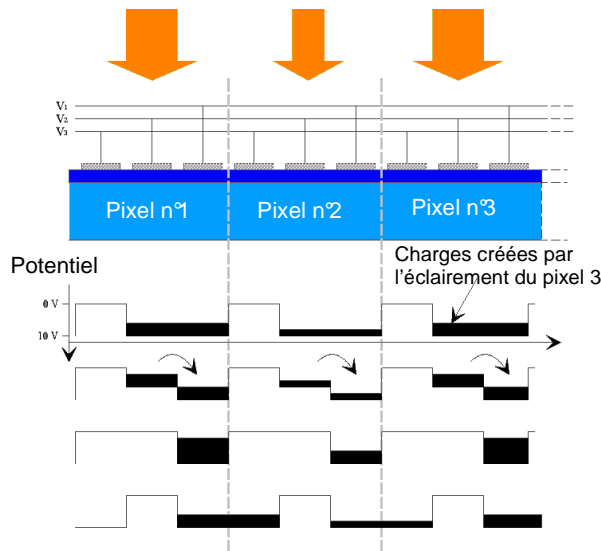 V1
V2
V3
Pixel n°1
Pixel n°2
Pixel n°3
Potentiel
Charges créées par
l'éclairement du pixel 3
0 V
10 V